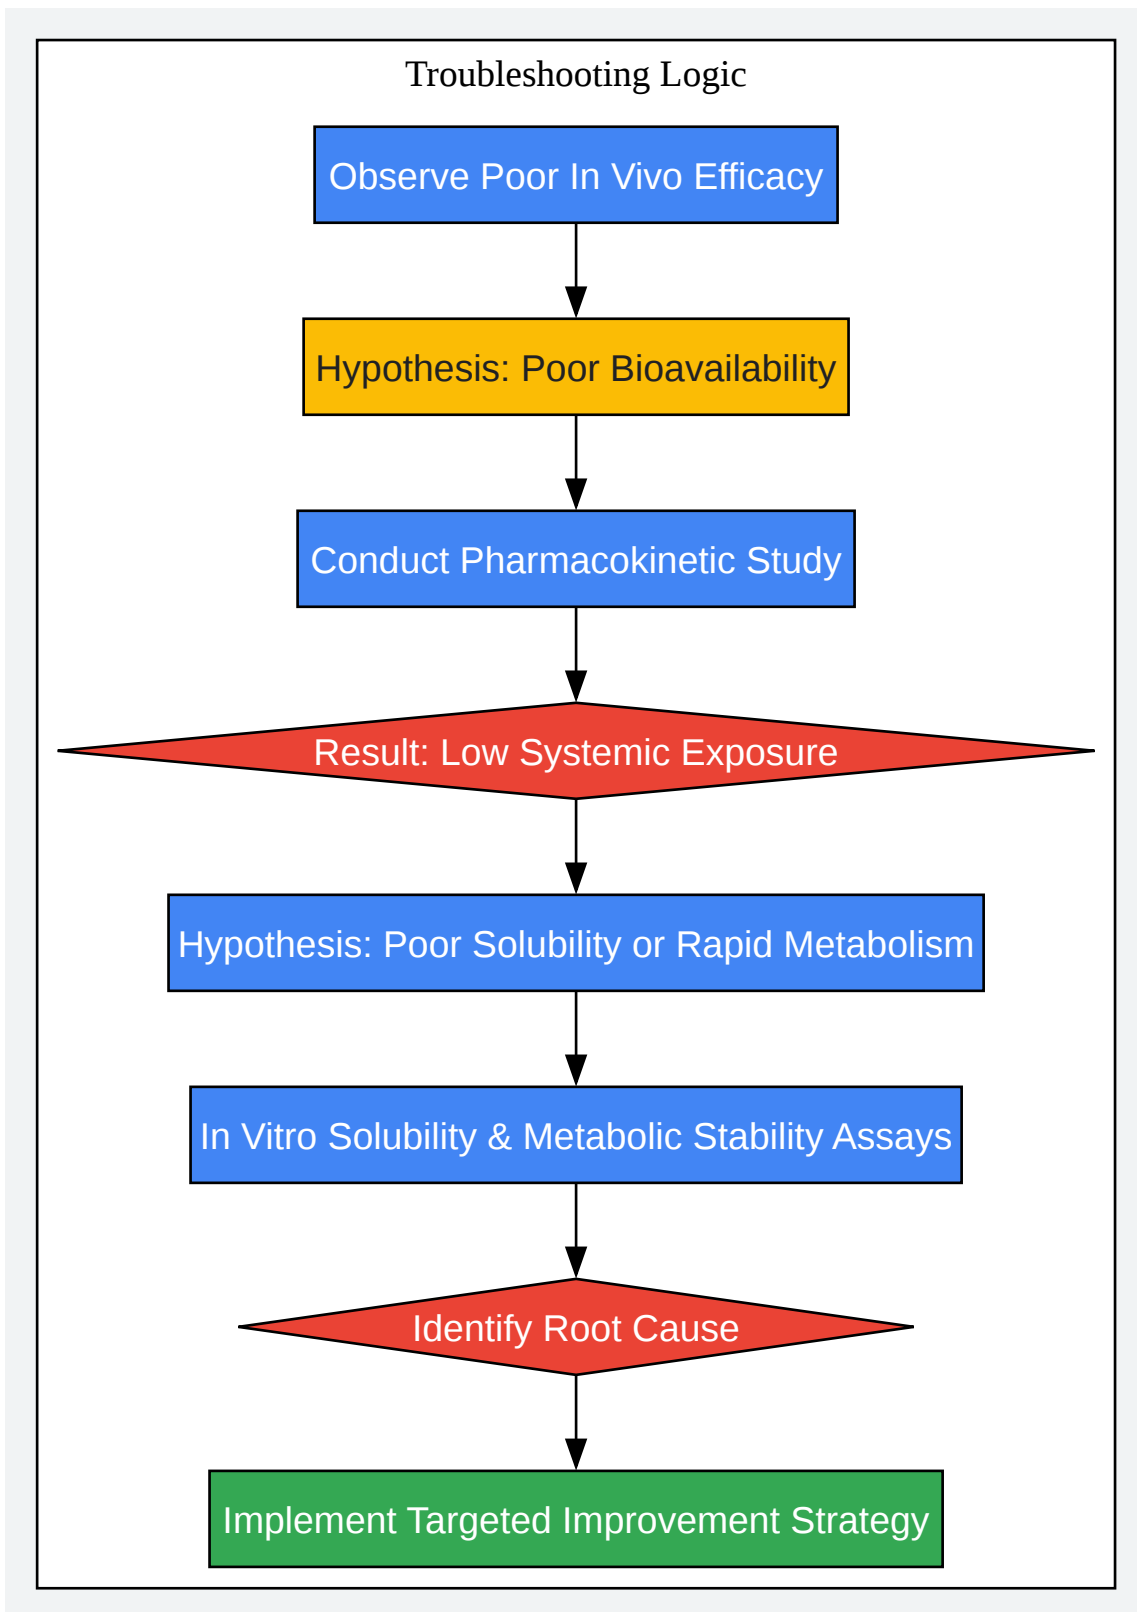 Troubleshooting Logic
Observe Poor In Vivo Efficacy
Hypothesis: Poor Bioavailability
Conduct Pharmacokinetic Study
Result: Low Systemic Exposure
Hypothesis: Poor Solubility or Rapid Metabolism
In Vitro Solubility & Metabolic Stability Assays
Identify Root Cause
Implement Targeted Improvement Strategy